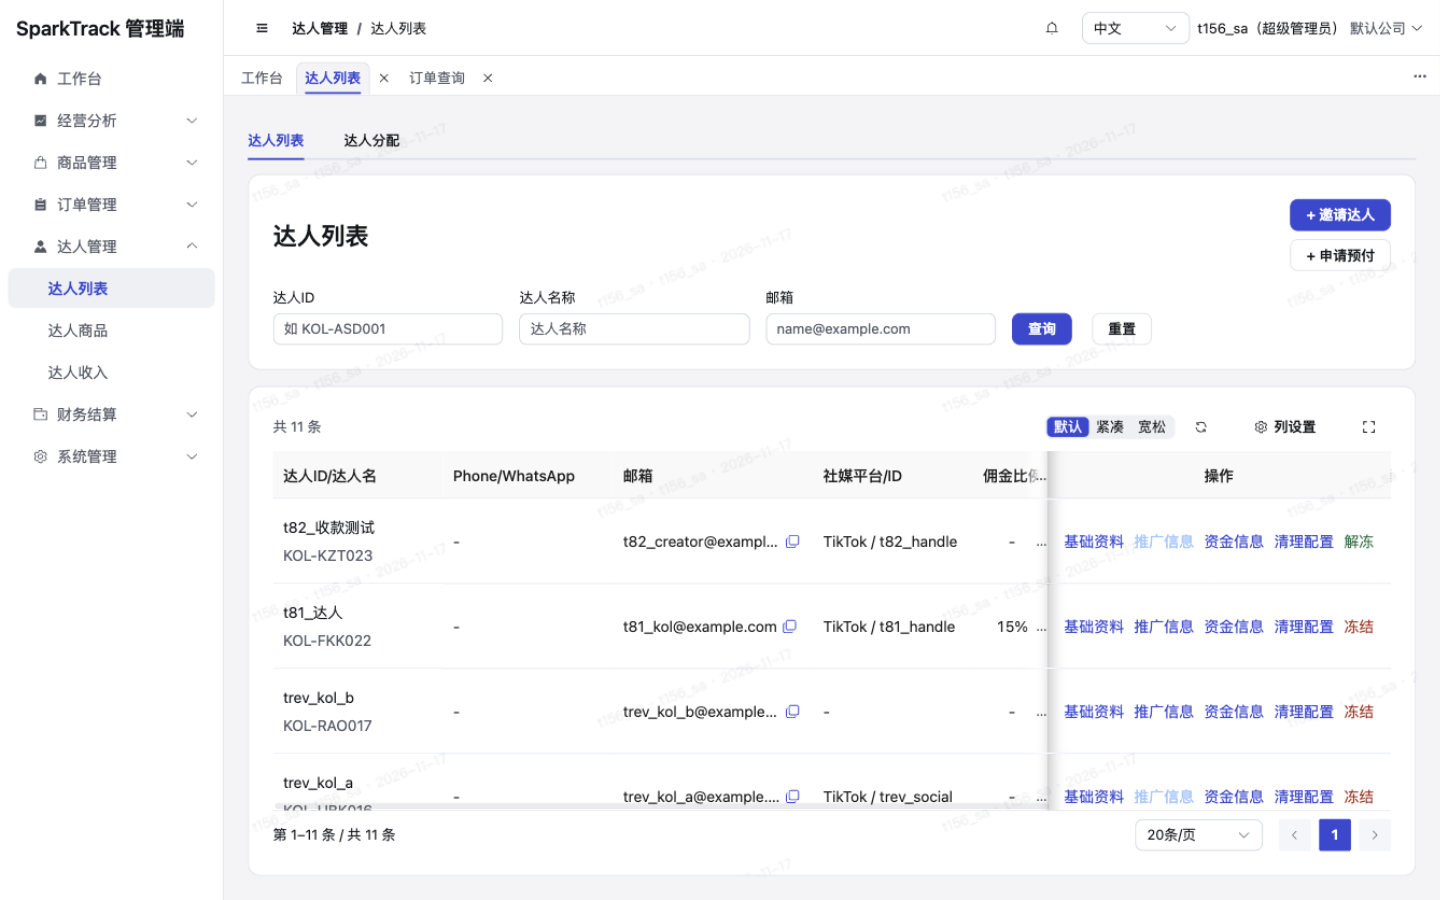 SparkTrack 管理端
工作台
经营分析
商品管理
订单管理
达人管理
达人列表
达人商品
达人收入
财务结算
系统管理
达人管理 / 达人列表
中文
t156_sa（超级管理员）
默认公司
工作台
达人列表
订单查询
达人列表
达人分配
达人列表
+ 邀请达人
+ 申请预付
达人ID
达人名称
邮箱
如 KOL-ASD001
达人名称
name@example.com
查询
重置
共 11 条
默认 紧凑 宽松
列设置
达人ID/达人名 Phone/WhatsApp 邮箱 社媒平台/ID 佣金比例... 操作
t82_收款测试
KOL-KZT023
- t82_creator@exampl... TikTok / t82_handle - ... 基础资料 推广信息 资金信息 清理配置 解冻
t81_达人
KOL-FKK022
- t81_kol@example.com TikTok / t81_handle 15% ... 基础资料 推广信息 资金信息 清理配置 冻结
trev_kol_b
KOL-RAO017
- trev_kol_b@example... - - ... 基础资料 推广信息 资金信息 清理配置 冻结
trev_kol_a
KOL-URK016
- trev_kol_a@example.... TikTok / trev_social - ... 基础资料 推广信息 资金信息 清理配置 冻结
第 1–11 条 / 共 11 条
20条/页
1
t156_sa · 2026-11-17